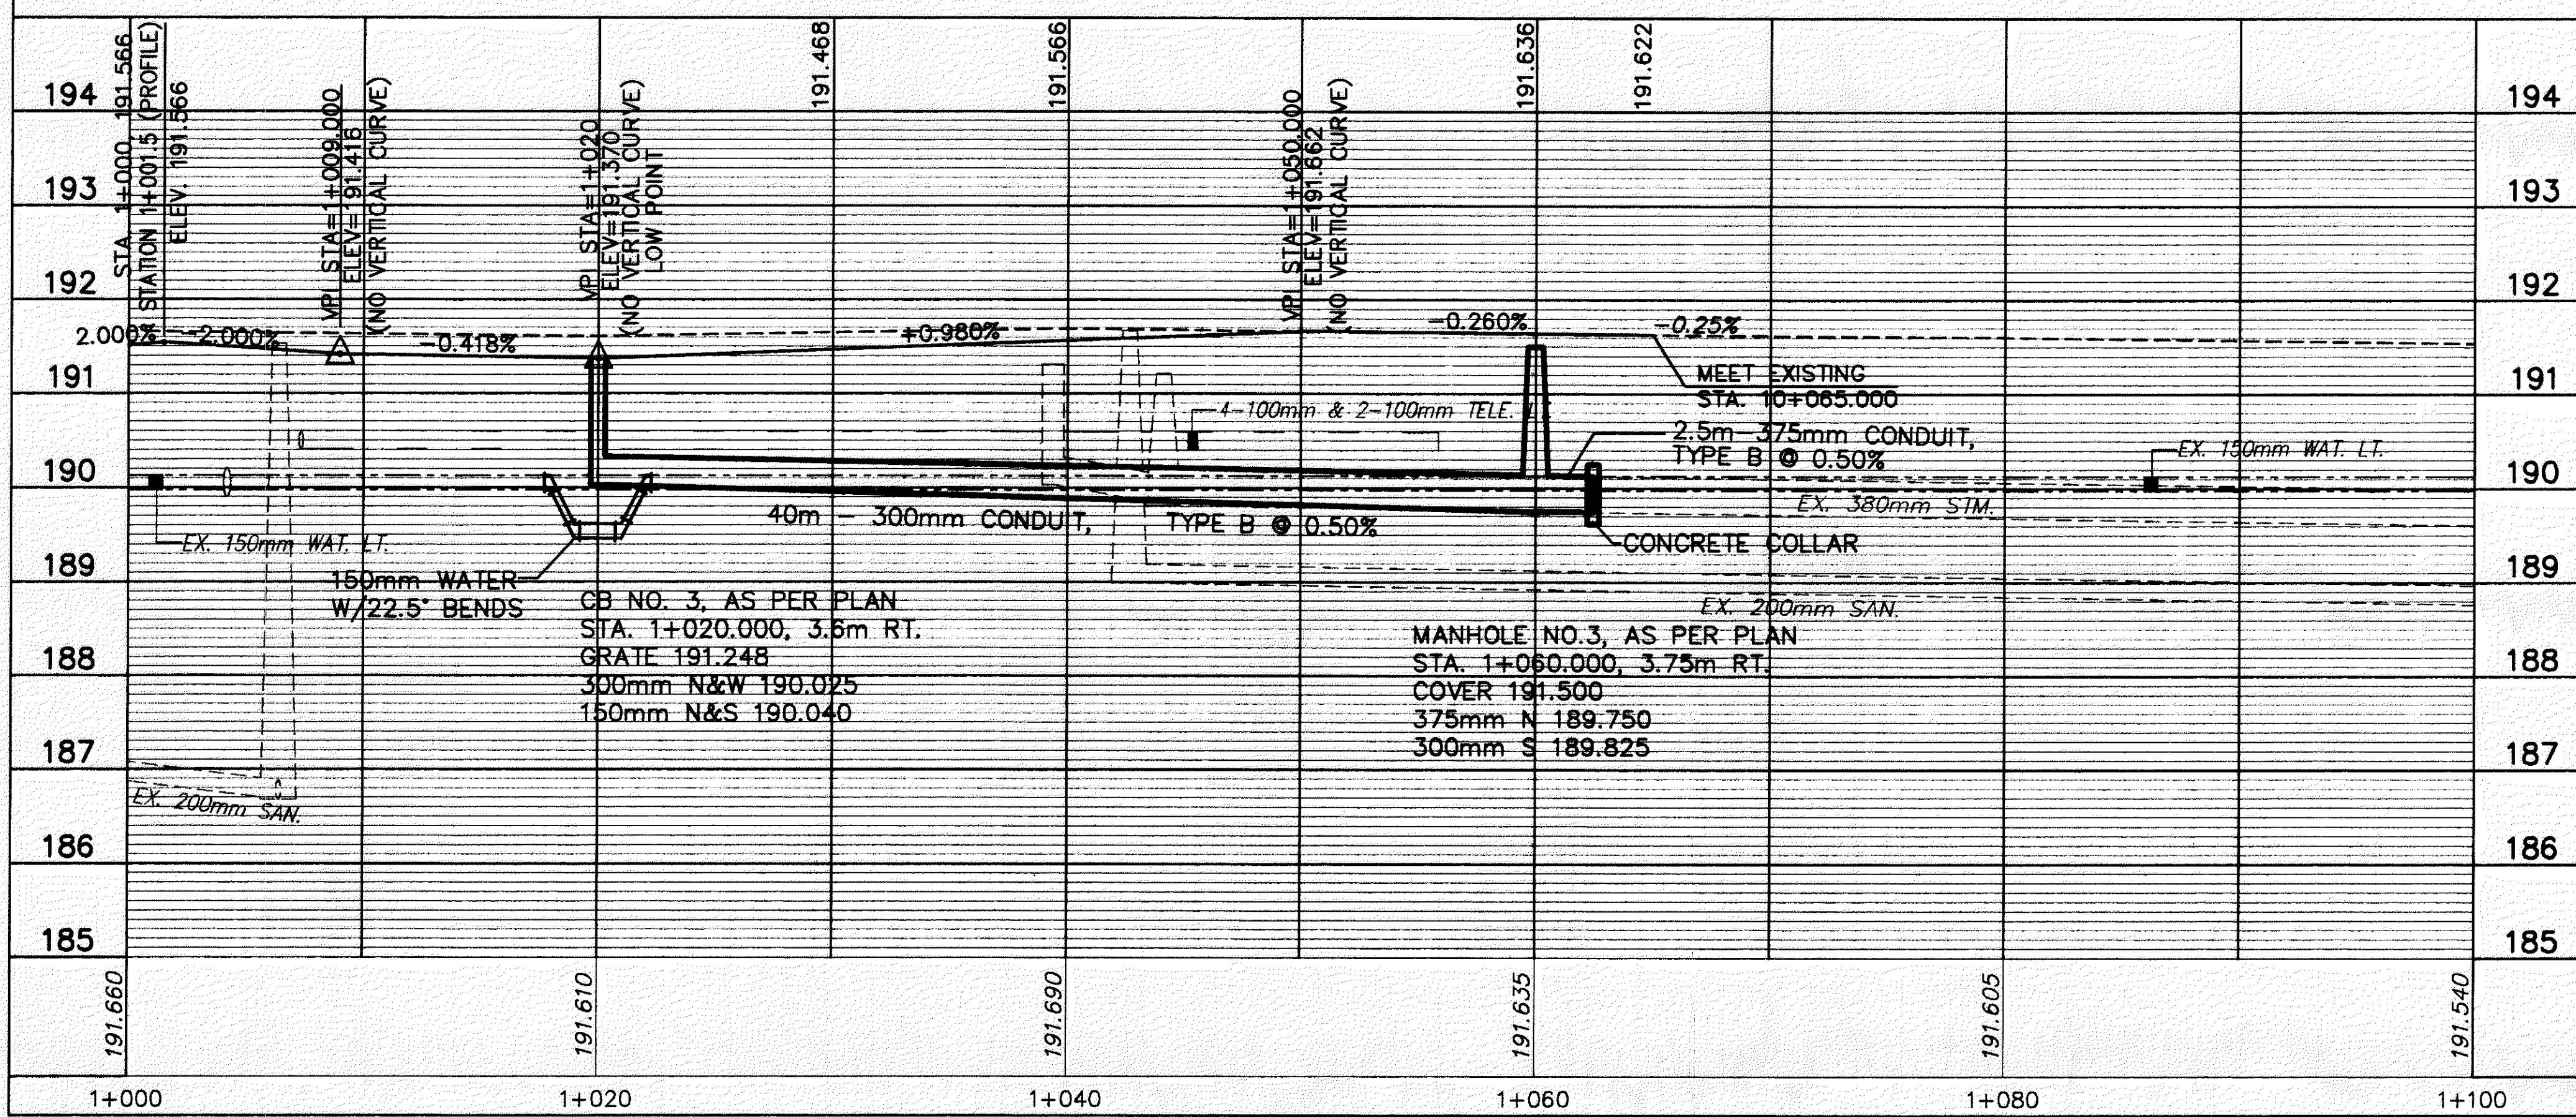 STA. 1+000, 191.566
STATION 1+001.5 (PROFILE)
ELEV. 191.566
VPI STA=1+009.000
ELEV=191.416
(NO VERTICAL CURVE)
VPI STA=1+020
ELEV=191.370
(NO VERTICAL CURVE)
LOW POINT
191.468
191.566
VPI STA=1+050.000
ELEV=191.662
(NO VERTICAL CURVE)
191.636
191.622
194
194
193
193
192
192
2.000%
-2.000%
-0.418%
+0.980%
-0.260%
-0.25%
191
191
MEET EXISTING
STA. 10+065.000
4-100mm & 2-100mm TELE.
2.5m-375mm CONDUIT,
TYPE B @ 0.50%
EX. 150mm WAT. LT.
190
190
EX. 380mm STM.
40m - 300mm CONDUIT, TYPE B @ 0.50%
EX. 150mm WAT. LT.
CONCRETE COLLAR
189
189
150mm WATER
W/22.5° BENDS
CB NO. 3, AS PER PLAN
STA. 1+020.000, 3.6m RT.
GRATE 191.248
300mm N&W 190.025
150mm N&S 190.040
EX. 200mm SAN.
MANHOLE NO.3, AS PER PLAN
STA. 1+060.000, 3.75m RT.
COVER 191.500
375mm N 189.750
300mm S 189.825
188
188
187
187
EX. 200mm SAN.
186
186
185
185
191.660
191.610
191.690
191.635
191.605
191.540
1+000
1+020
1+040
1+060
1+080
1+100